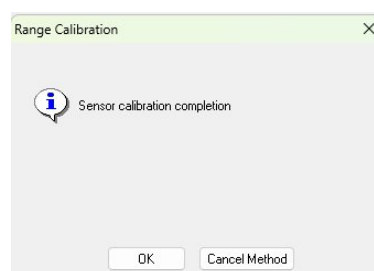 Range Calibration
Sensor calibration completion
OK
Cancel Method